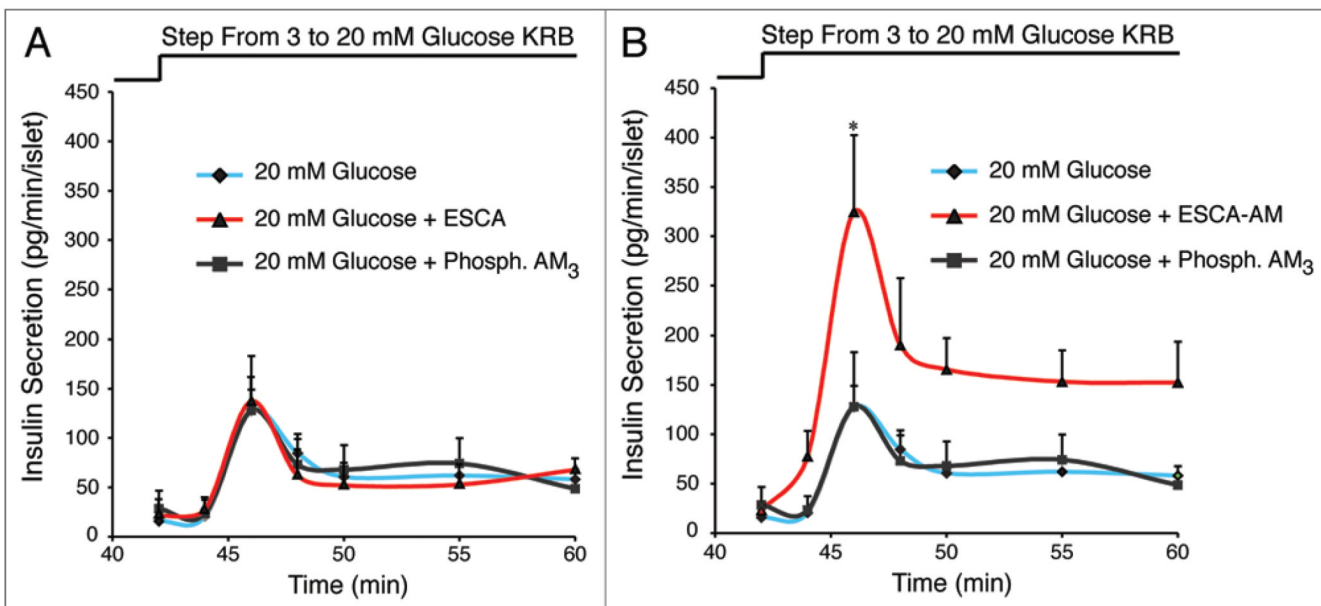 A
Step From 3 to 20 mM Glucose KRB
450
400
350
300
250
200
150
100
50
0
Insulin Secretion (pg/min/islet)
20 mM Glucose
20 mM Glucose + ESCA
20 mM Glucose + Phosph. AM3
40
45
50
55
60
Time (min)
B
Step From 3 to 20 mM Glucose KRB
450
400
350
300
250
200
150
100
50
0
Insulin Secretion (pg/min/islet)
*
20 mM Glucose
20 mM Glucose + ESCA-AM
20 mM Glucose + Phosph. AM3
40
45
50
55
60
Time (min)